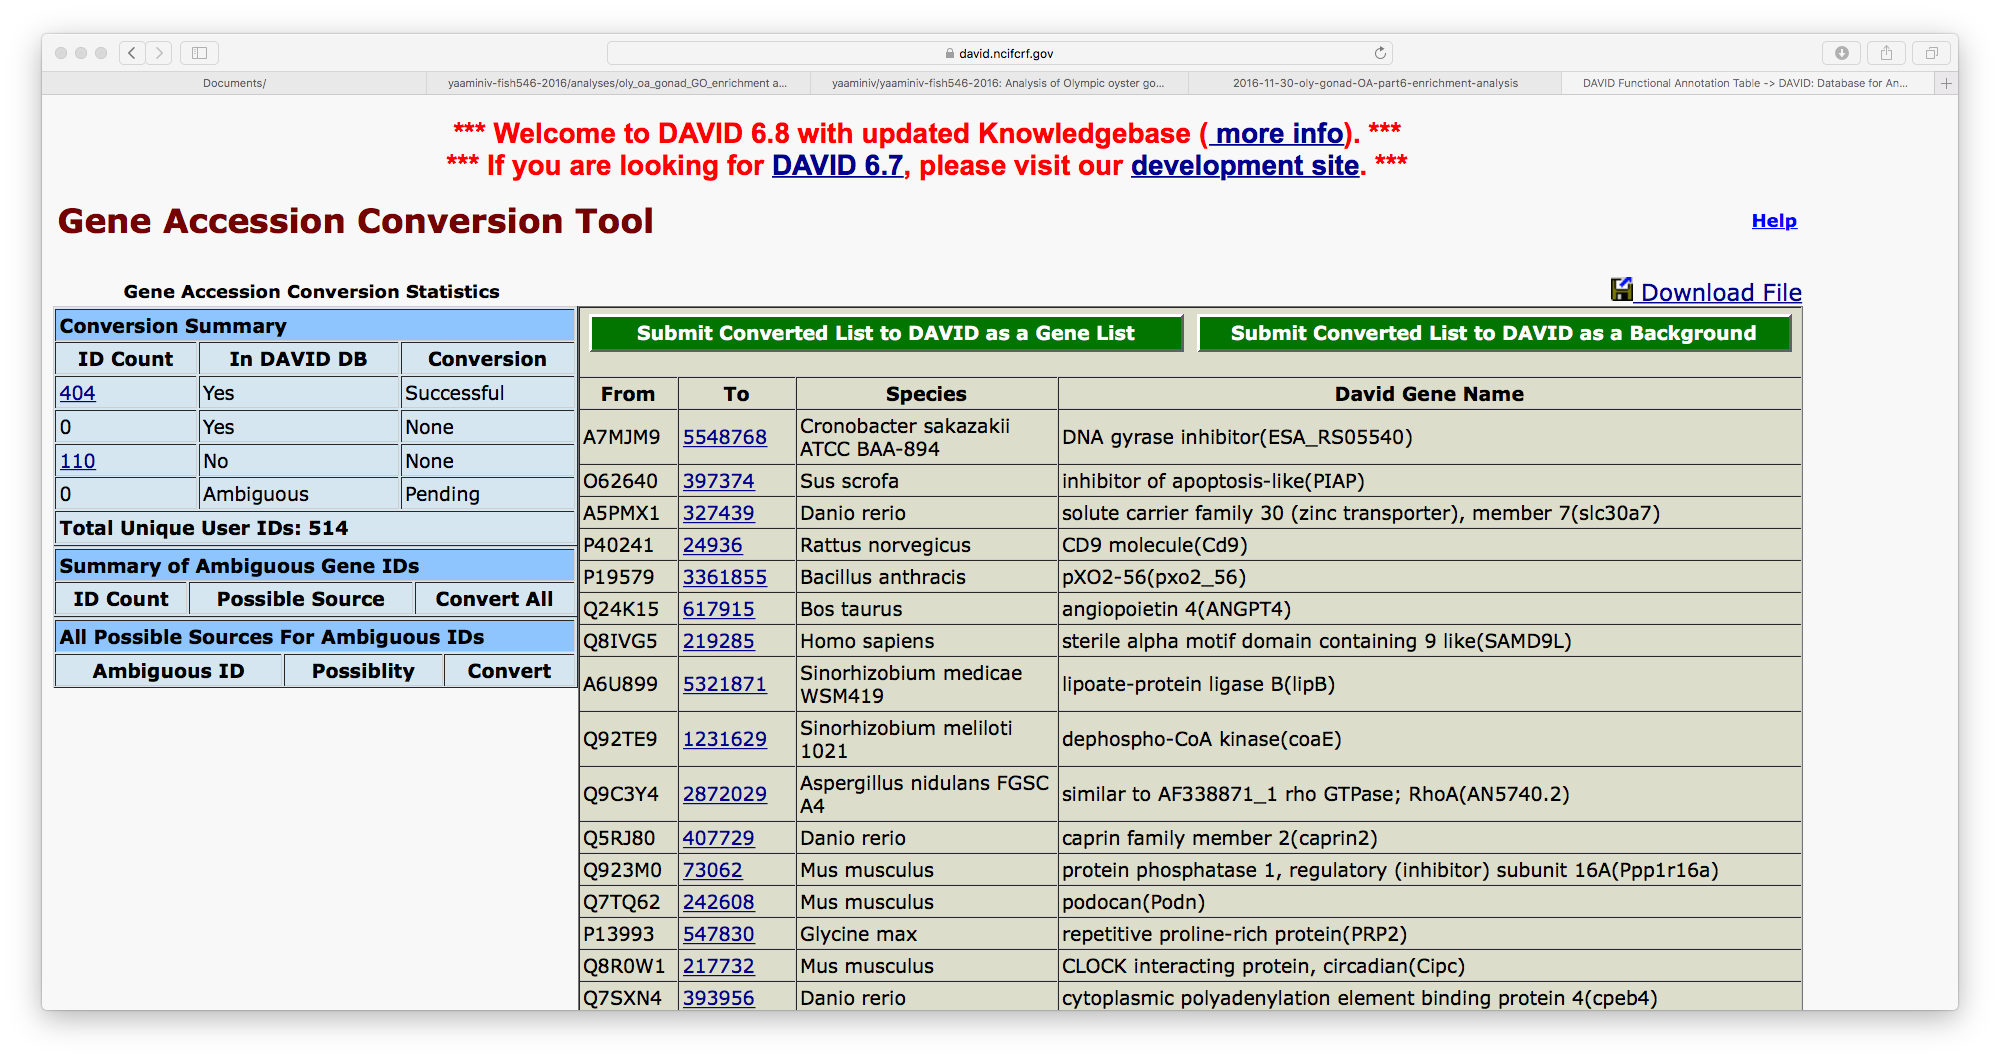 david.ncifcrf.gov
Documents/
yaaminiv-fish546-2016/analyses/oly_oa_gonad_GO_enrichment a...
yaaminiv/yaaminiv-fish546-2016: Analysis of Olympic oyster go...
2016-11-30-oly-gonad-OA-part6-enrichment-analysis
DAVID Functional Annotation Table -> DAVID: Database for An...
*** Welcome to DAVID 6.8 with updated Knowledgebase ( more info). ***
*** If you are looking for DAVID 6.7, please visit our development site. ***
Gene Accession Conversion Tool
Help
Gene Accession Conversion Statistics
Download File
Conversion Summary
ID Count In DAVID DB Conversion
404 Yes Successful
0 Yes None
110 No None
0 Ambiguous Pending
Total Unique User IDs: 514
Summary of Ambiguous Gene IDs
ID Count Possible Source Convert All
All Possible Sources For Ambiguous IDs
Ambiguous ID Possiblity Convert
Submit Converted List to DAVID as a Gene List
Submit Converted List to DAVID as a Background
From To Species David Gene Name
A7MJM9 5548768 Cronobacter sakazakii ATCC BAA-894 DNA gyrase inhibitor(ESA_RS05540)
O62640 397374 Sus scrofa inhibitor of apoptosis-like(PIAP)
A5PMX1 327439 Danio rerio solute carrier family 30 (zinc transporter), member 7(slc30a7)
P40241 24936 Rattus norvegicus CD9 molecule(Cd9)
P19579 3361855 Bacillus anthracis pXO2-56(pxo2_56)
Q24K15 617915 Bos taurus angiopoietin 4(ANGPT4)
Q8IVG5 219285 Homo sapiens sterile alpha motif domain containing 9 like(SAMD9L)
A6U899 5321871 Sinorhizobium medicae WSM419 lipoate-protein ligase B(lipB)
Q92TE9 1231629 Sinorhizobium meliloti 1021 dephospho-CoA kinase(coaE)
Q9C3Y4 2872029 Aspergillus nidulans FGSC A4 similar to AF338871_1 rho GTPase; RhoA(AN5740.2)
Q5RJ80 407729 Danio rerio caprin family member 2(caprin2)
Q923M0 73062 Mus musculus protein phosphatase 1, regulatory (inhibitor) subunit 16A(Ppp1r16a)
Q7TQ62 242608 Mus musculus podocan(Podn)
P13993 547830 Glycine max repetitive proline-rich protein(PRP2)
Q8R0W1 217732 Mus musculus CLOCK interacting protein, circadian(Cipc)
Q7SXN4 393956 Danio rerio cytoplasmic polyadenylation element binding protein 4(cpeb4)